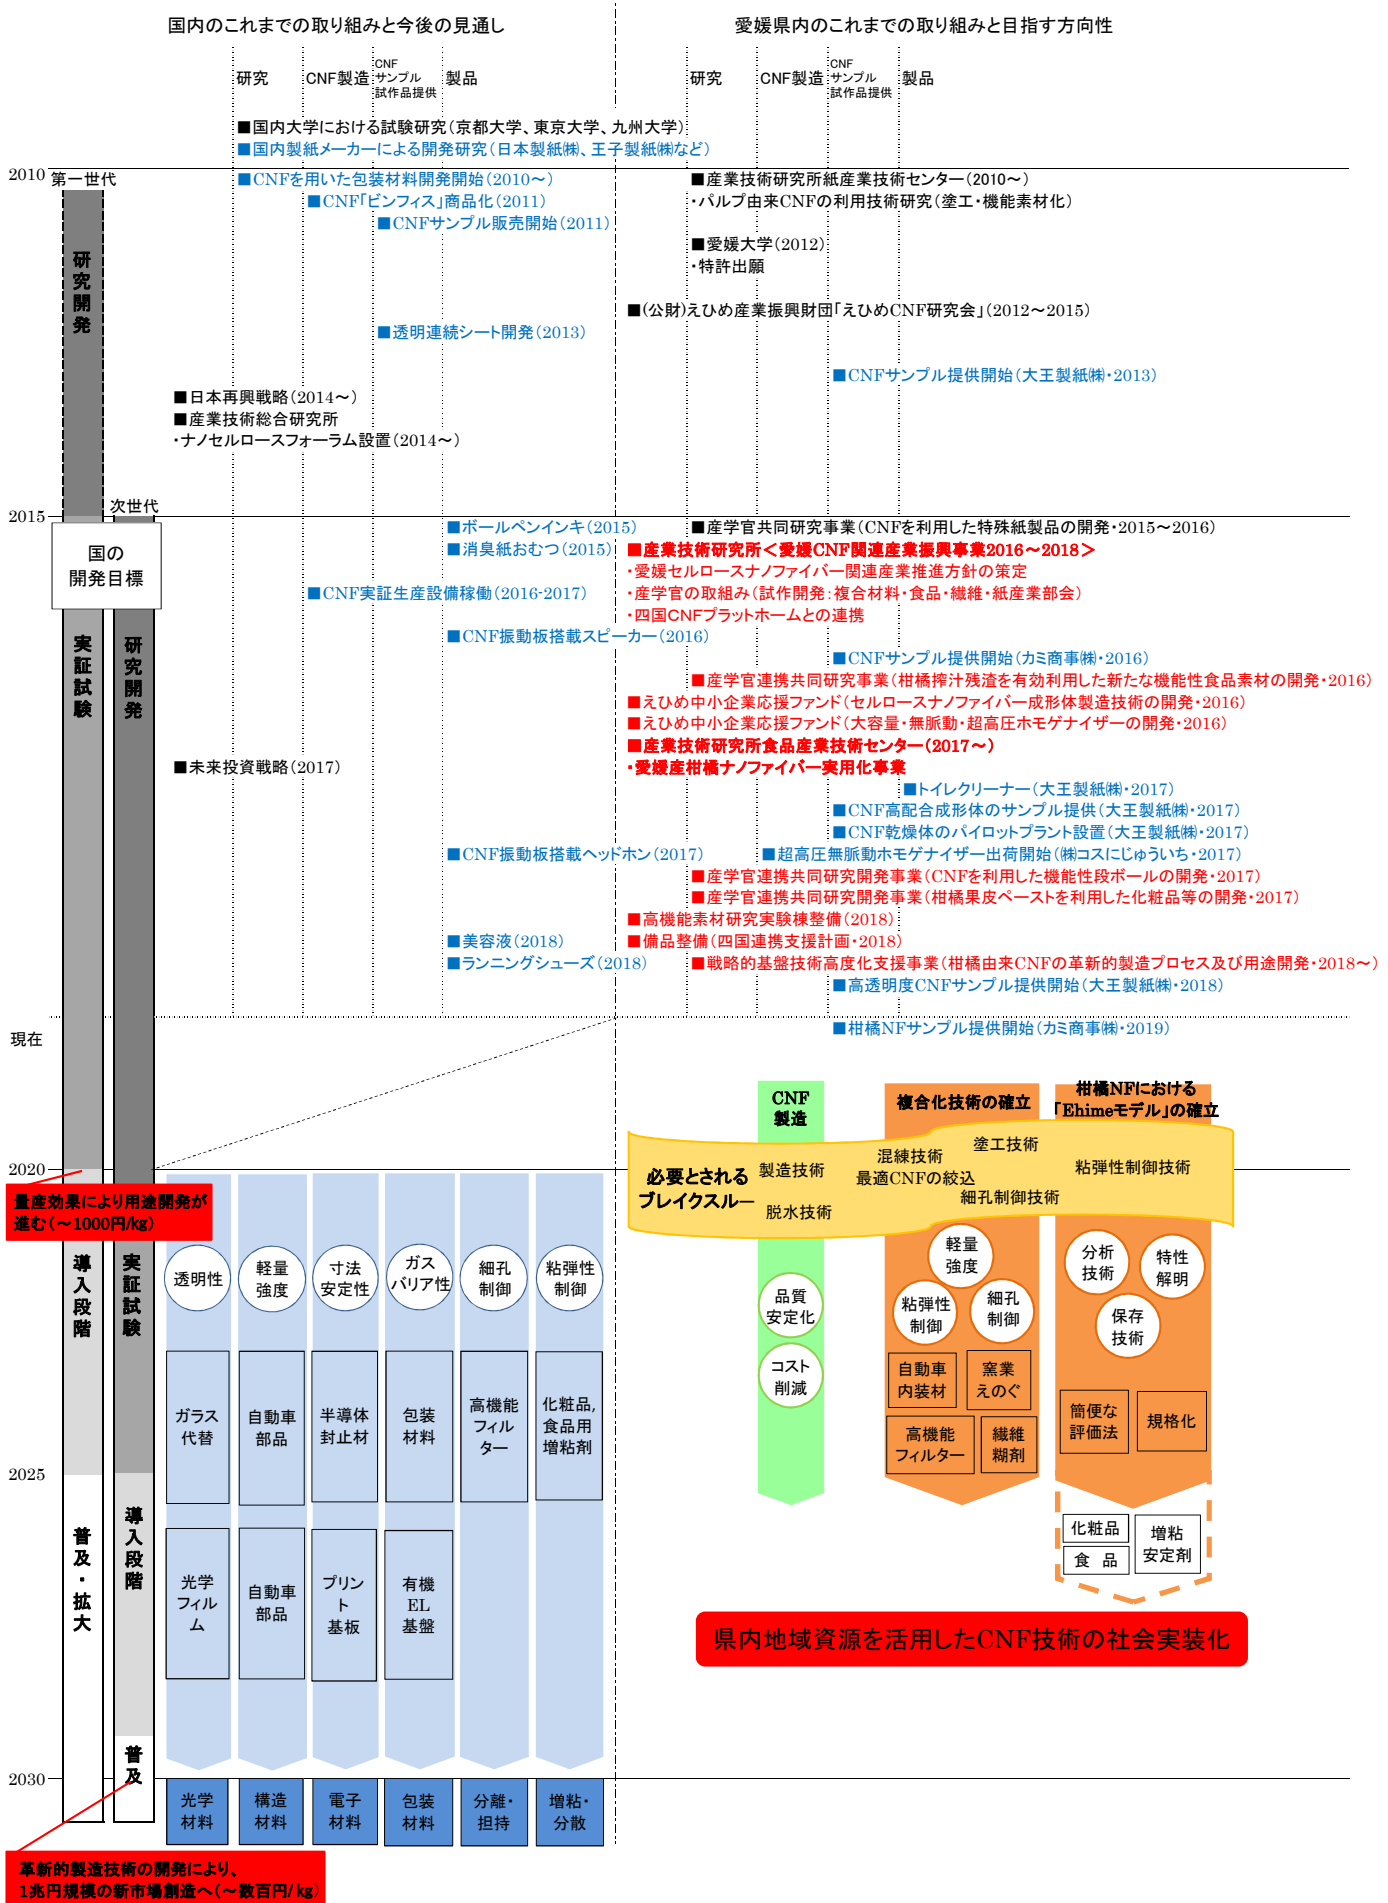 国内のこれまでの取り組みと今後の見通し
愛媛県内のこれまでの取り組みと目指す方向性
研究
CNF製造
CNF
サンプル
試作品提供
製品
研究
CNF製造
CNF
サンプル
試作品提供
製品
■国内大学における試験研究(京都大学、東京大学、九州大学)
■国内製紙メーカーによる開発研究(日本製紙㈱、王子製紙㈱など)
2010
第一世代
■CNFを用いた包装材料開発開始(2010～)
■CNF「ビンフィス」商品化(2011)
■CNFサンプル販売開始(2011)
■産業技術研究所紙産業技術センター(2010～)
・パルプ由来CNFの利用技術研究(塗工・機能素材化)
■愛媛大学(2012)
・特許出願
研究開発
■(公財)えひめ産業振興財団「えひめCNF研究会」(2012～2015)
■透明連続シート開発(2013)
■CNFサンプル提供開始(大王製紙㈱・2013)
■日本再興戦略(2014～)
■産業技術総合研究所
・ナノセルロースフォーラム設置(2014～)
次世代
2015
国の
開発目標
■ボールペンインキ(2015)
■消臭紙おむつ(2015)
■CNF実証生産設備稼働(2016-2017)
■CNF振動板搭載スピーカー(2016)
■産学官共同研究事業(CNFを利用した特殊紙製品の開発・2015～2016)
■産業技術研究所＜愛媛CNF関連産業振興事業2016～2018＞
・愛媛セルロースナノファイバー関連産業推進方針の策定
・産学官の取組み(試作開発:複合材料・食品・繊維・紙産業部会)
・四国CNFプラットホームとの連携
実証試験
研究開発
■CNFサンプル提供開始(カミ商事㈱・2016)
■産学官連携共同研究事業(柑橘搾汁残渣を有効利用した新たな機能性食品素材の開発・2016)
■えひめ中小企業応援ファンド(セルロースナノファイバー成形体製造技術の開発・2016)
■えひめ中小企業応援ファンド(大容量・無脈動・超高圧ホモゲナイザーの開発・2016)
■産業技術研究所食品産業技術センター(2017～)
・愛媛産柑橘ナノファイバー実用化事業
■未来投資戦略(2017)
■トイレクリーナー(大王製紙㈱・2017)
■CNF高配合成形体のサンプル提供(大王製紙㈱・2017)
■CNF乾燥体のパイロットプラント設置(大王製紙㈱・2017)
■CNF振動板搭載ヘッドホン(2017)
■超高圧無脈動ホモゲナイザー出荷開始(㈱コスにじゅういち・2017)
■産学官連携共同研究開発事業(CNFを利用した機能性段ボールの開発・2017)
■産学官連携共同研究開発事業(柑橘果皮ペーストを利用した化粧品等の開発・2017)
■高機能素材研究実験棟整備(2018)
■美容液(2018)
■備品整備(四国連携支援計画・2018)
■ランニングシューズ(2018)
■戦略的基盤技術高度化支援事業(柑橘由来CNFの革新的製造プロセス及び用途開発・2018～)
■高透明度CNFサンプル提供開始(大王製紙㈱・2018)
現在
■柑橘NFサンプル提供開始(カミ商事㈱・2019)
CNF
製造
複合化技術の確立
柑橘NFにおける
「Ehimeモデル」の確立
必要とされる
ブレイクスルー
製造技術
脱水技術
混練技術
最適CNFの絞込
塗工技術
細孔制御技術
粘弾性制御技術
2020
量産効果により用途開発が
進む(～1000円/kg)
導入段階
実証試験
透明性
軽量
強度
寸法
安定性
ガス
バリア性
細孔
制御
粘弾性
制御
品質
安定化
コスト
削減
軽量
強度
粘弾性
制御
細孔
制御
分析
技術
特性
解明
保存
技術
ガラス
代替
自動車
部品
半導体
封止材
包装
材料
高機能
フィル
ター
化粧品,
食品用
増粘剤
自動車
内装材
窯業
えのぐ
高機能
フィルター
繊維
糊剤
簡便な
評価法
規格化
2025
普及・拡大
導入段階
光学
フィル
ム
自動車
部品
プリン
ト
基板
有機
EL
基盤
化粧品
食 品
増粘
安定剤
県内地域資源を活用したCNF技術の社会実装化
普及
2030
光学
材料
構造
材料
電子
材料
包装
材料
分離・
担持
増粘・
分散
革新的製造技術の開発により、
1兆円規模の新市場創造へ(～数百円/kg)